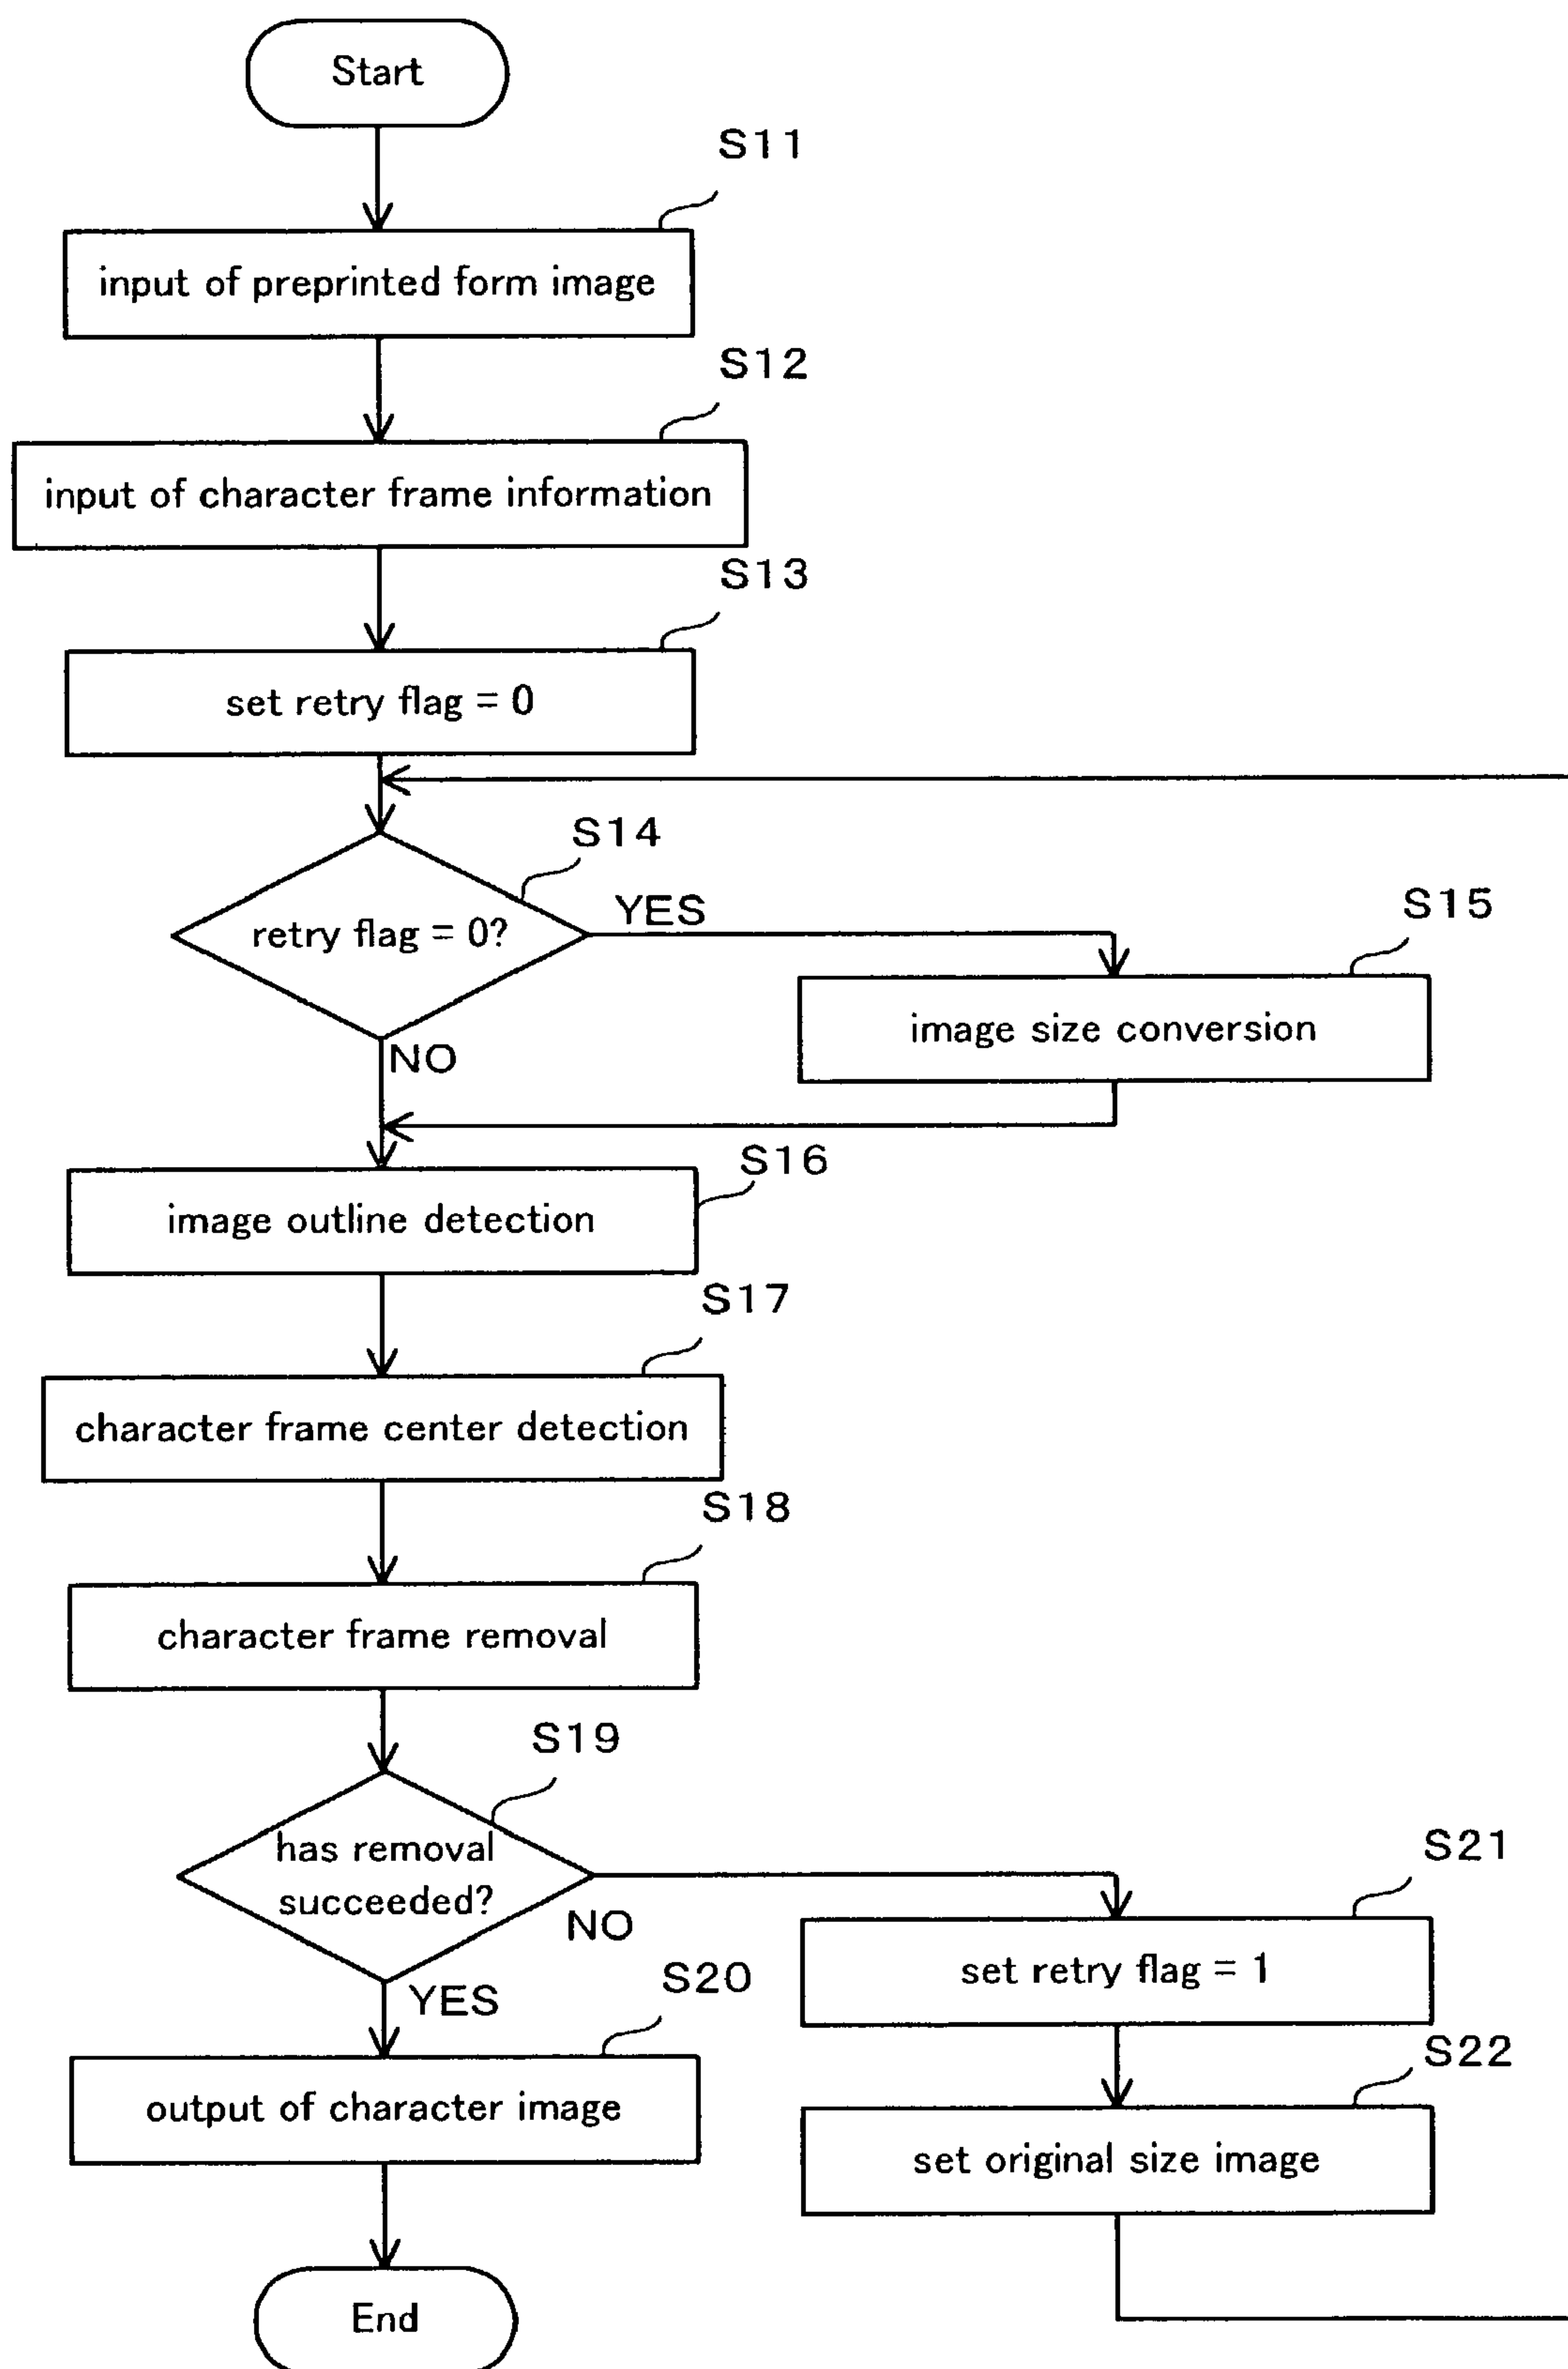 Start
S11
input of preprinted form image
S12
input of character frame information
S13
set retry flag = 0
S14
retry flag = 0?
YES
S15
image size conversion
NO
S16
image outline detection
S17
character frame center detection
S18
character frame removal
S19
has removal
succeeded?
NO
S21
set retry flag = 1
YES
S20
output of character image
S22
set original size image
End